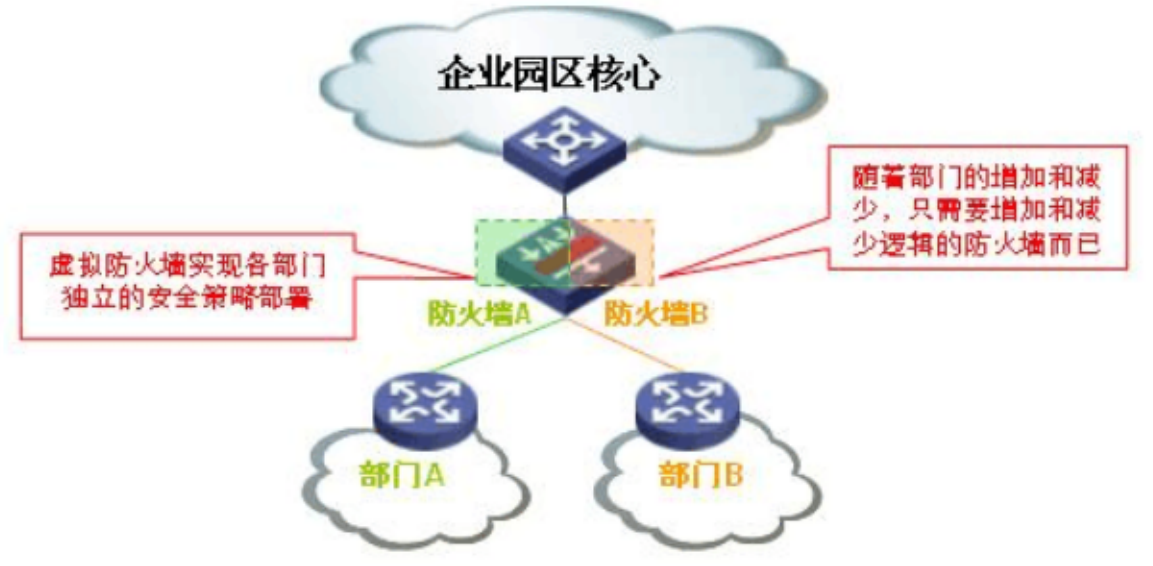 企业园区核心
随着部门的增加和减
少，只需要增加和减
少逻辑的防火墙而已
虚拟防火墙实现各部门
独立的安全策略部署
防火墙A
防火墙B
部门A
部门B